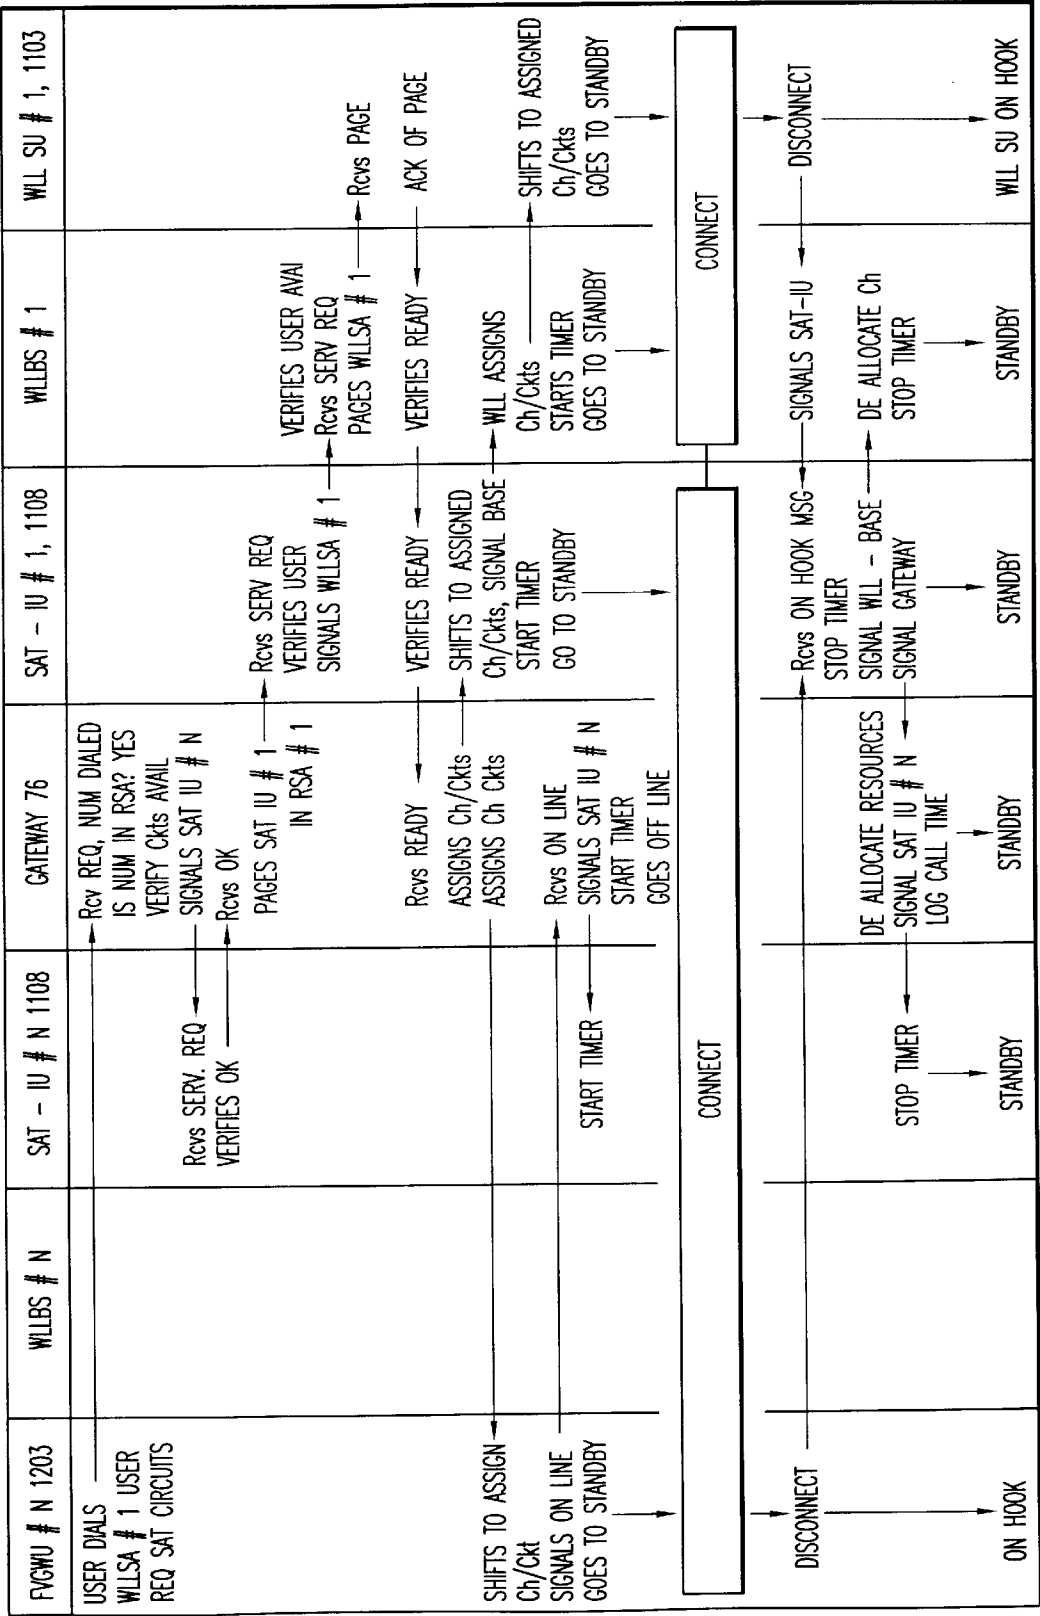 FVGWU # N 1203
WLLBS # N
SAT - IU # N 1108
GATEWAY 76
SAT - IU # 1, 1108
WLLBS # 1
WLL SU # 1, 1103
USER DIALS
WLLSA # 1 USER
REQ SAT CIRCUITS
Rcv REQ, NUM DIALED
IS NUM IN RSA? YES
VERIFY Ckts AVAIL
SIGNALS SAT IU # N
Rcvs SERV. REQ
VERIFIES OK
Rcvs OK
PAGES SAT IU # 1
IN RSA # 1
Rcvs SERV REQ
VERIFIES USER
SIGNALS WLLSA # 1
VERIFIES USER AVAI
Rcvs SERV REQ
PAGES WLLSA # 1
Rcvs PAGE
ACK OF PAGE
VERIFIES READY
VERIFIES READY
Rcvs READY
ASSIGNS Ch/Ckts
ASSIGNS Ch Ckts
SHIFTS TO ASSIGNED
Ch/Ckts, SIGNAL BASE
START TIMER
GO TO STANDBY
WLL ASSIGNS
Ch/Ckts
STARTS TIMER
GOES TO STANDBY
SHIFTS TO ASSIGNED
Ch/Ckts
GOES TO STANDBY
SHIFTS TO ASSIGN
Ch/Ckt
SIGNALS ON LINE
GOES TO STANDBY
Rcvs ON LINE
SIGNALS SAT IU # N
START TIMER
GOES OFF LINE
START TIMER
CONNECT
CONNECT
DISCONNECT
DISCONNECT
SIGNALS SAT-IU
Rcvs ON HOOK MSG
STOP TIMER
SIGNAL WLL - BASE
SIGNAL GATEWAY
DE ALLOCATE Ch
STOP TIMER
DE ALLOCATE RESOURCES
SIGNAL SAT IU # N
LOG CALL TIME
STOP TIMER
ON HOOK
STANDBY
STANDBY
STANDBY
STANDBY
WLL SU ON HOOK